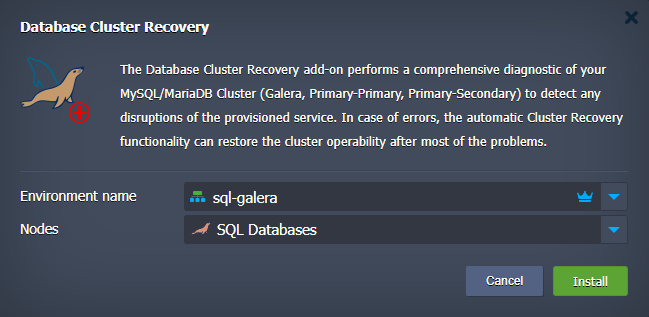 Database Cluster Recovery
The Database Cluster Recovery add-on performs a comprehensive diagnostic of your
MySQL/MariaDB Cluster (Galera, Primary-Primary, Primary-Secondary) to detect any
disruptions of the provisioned service. In case of errors, the automatic Cluster Recovery
functionality can restore the cluster operability after most of the problems.
Environment name
sql-galera
Nodes
SQL Databases
Cancel
Install